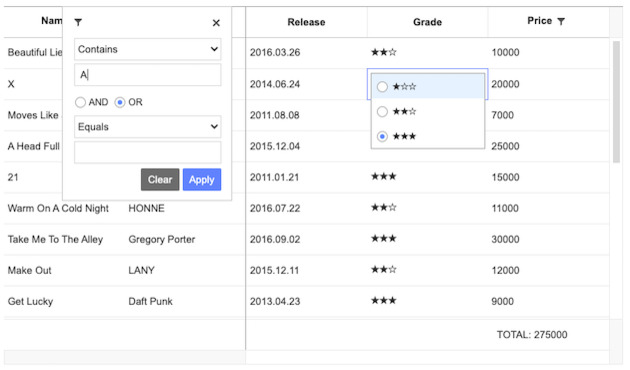 Nam Release Grade Price
Beautiful Lie 2016.03.26 ★★☆ 10000
X 2014.06.24 20000
Moves Like 2011.08.08 7000
A Head Full 2015.12.04 25000
21 2011.01.21 ★★★ 15000
Warm On A Cold Night HONNE 2016.07.22 ★★☆ 11000
Take Me To The Alley Gregory Porter 2016.09.02 ★★★ 30000
Make Out LANY 2015.12.11 ★★☆ 12000
Get Lucky Daft Punk 2013.04.23 ★★★ 9000
TOTAL: 275000
Contains
A
AND OR
Equals
Clear Apply
★☆☆
★★☆
★★★